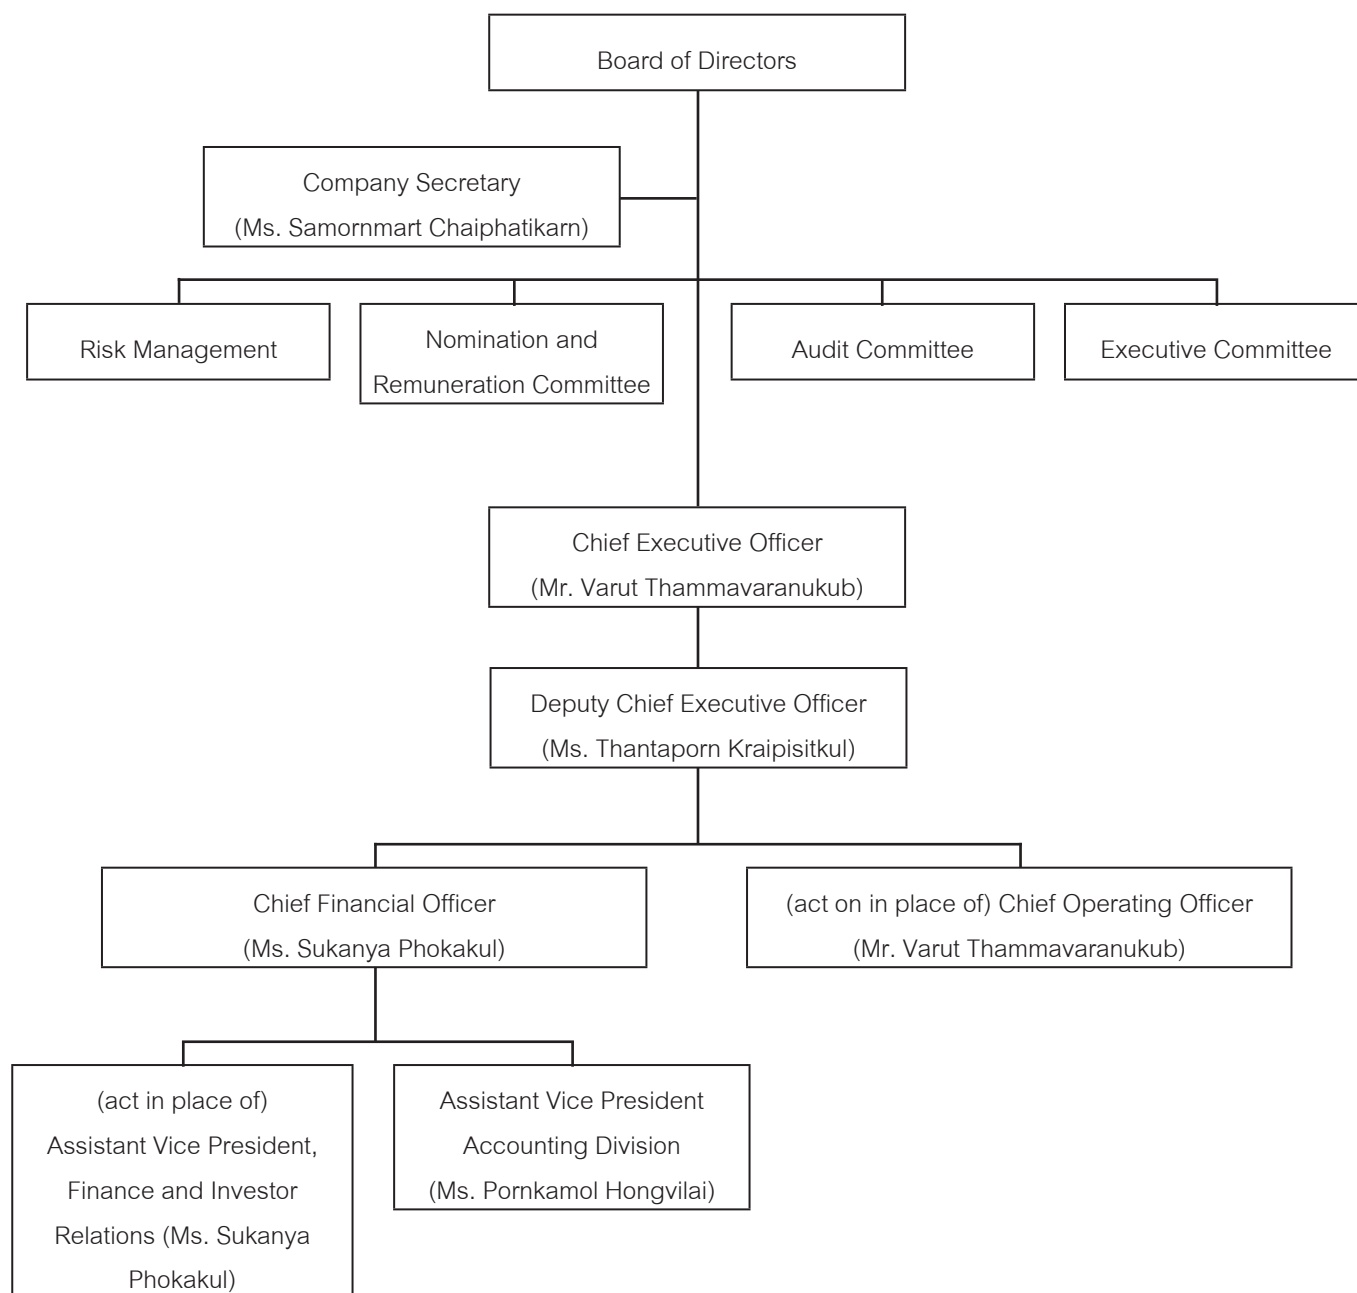 Board of Directors
Company Secretary
(Ms. Samornmart Chaiphatikarn)
Risk Management
Nomination and
Remuneration Committee
Audit Committee
Executive Committee
Chief Executive Officer
(Mr. Varut Thammavaranukub)
Deputy Chief Executive Officer
(Ms. Thantaporn Kraipisitkul)
Chief Financial Officer
(Ms. Sukanya Phokakul)
(act on in place of) Chief Operating Officer
(Mr. Varut Thammavaranukub)
(act in place of)
Assistant Vice President,
Finance and Investor
Relations (Ms. Sukanya
Phokakul)
Assistant Vice President
Accounting Division
(Ms. Pornkamol Hongvilai)